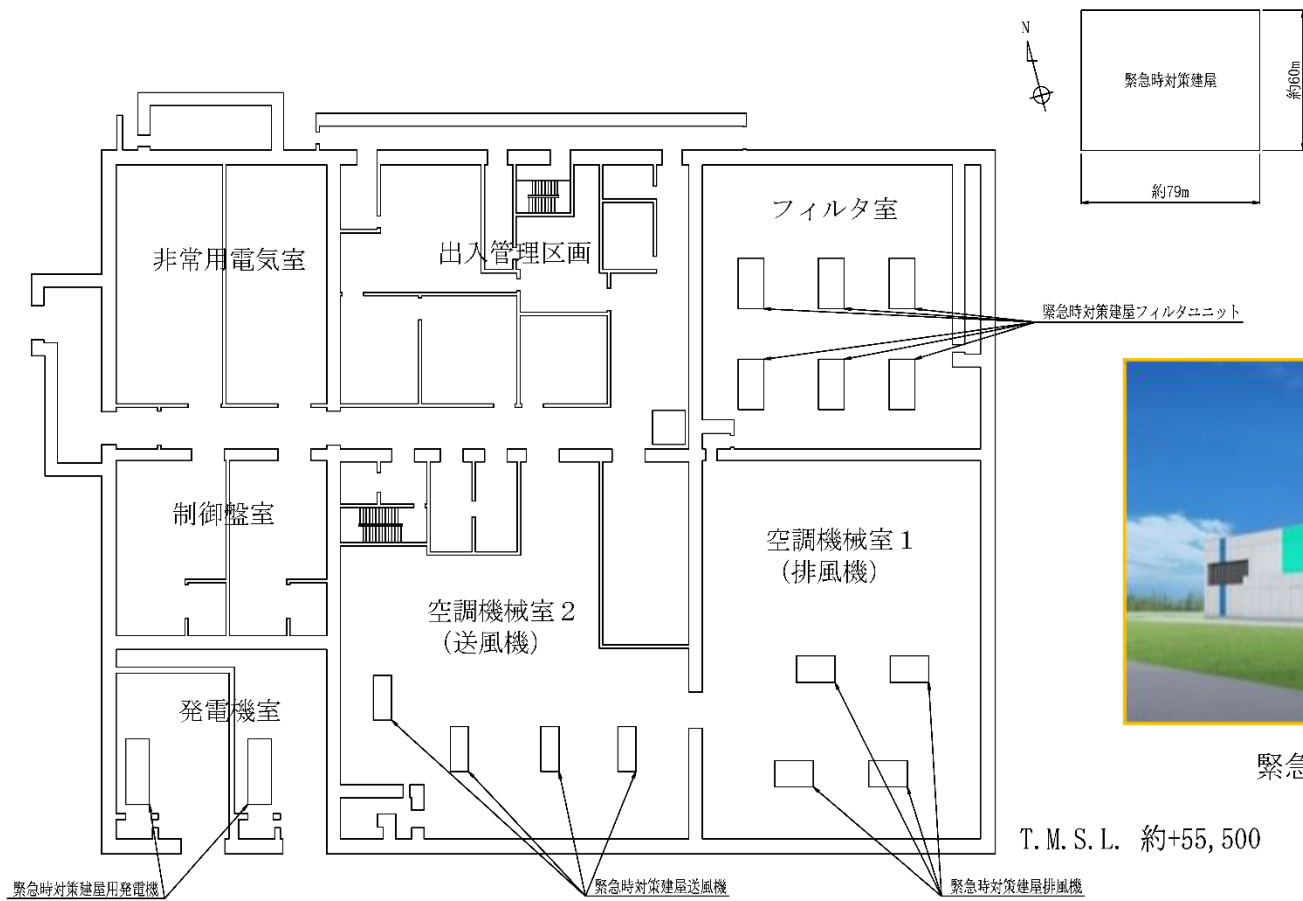 N
緊急時対策建屋
約60m
約79m
フィルタ室
非常用電気室
出入管理区画
緊急時対策建屋フィルタユニット
制御盤室
空調機械室1
(排風機)
空調機械室2
(送風機)
発電機室
緊急
T.M.S.L. 約+55,500
緊急時対策建屋用発電機
緊急時対策建屋送風機
緊急時対策建屋排風機